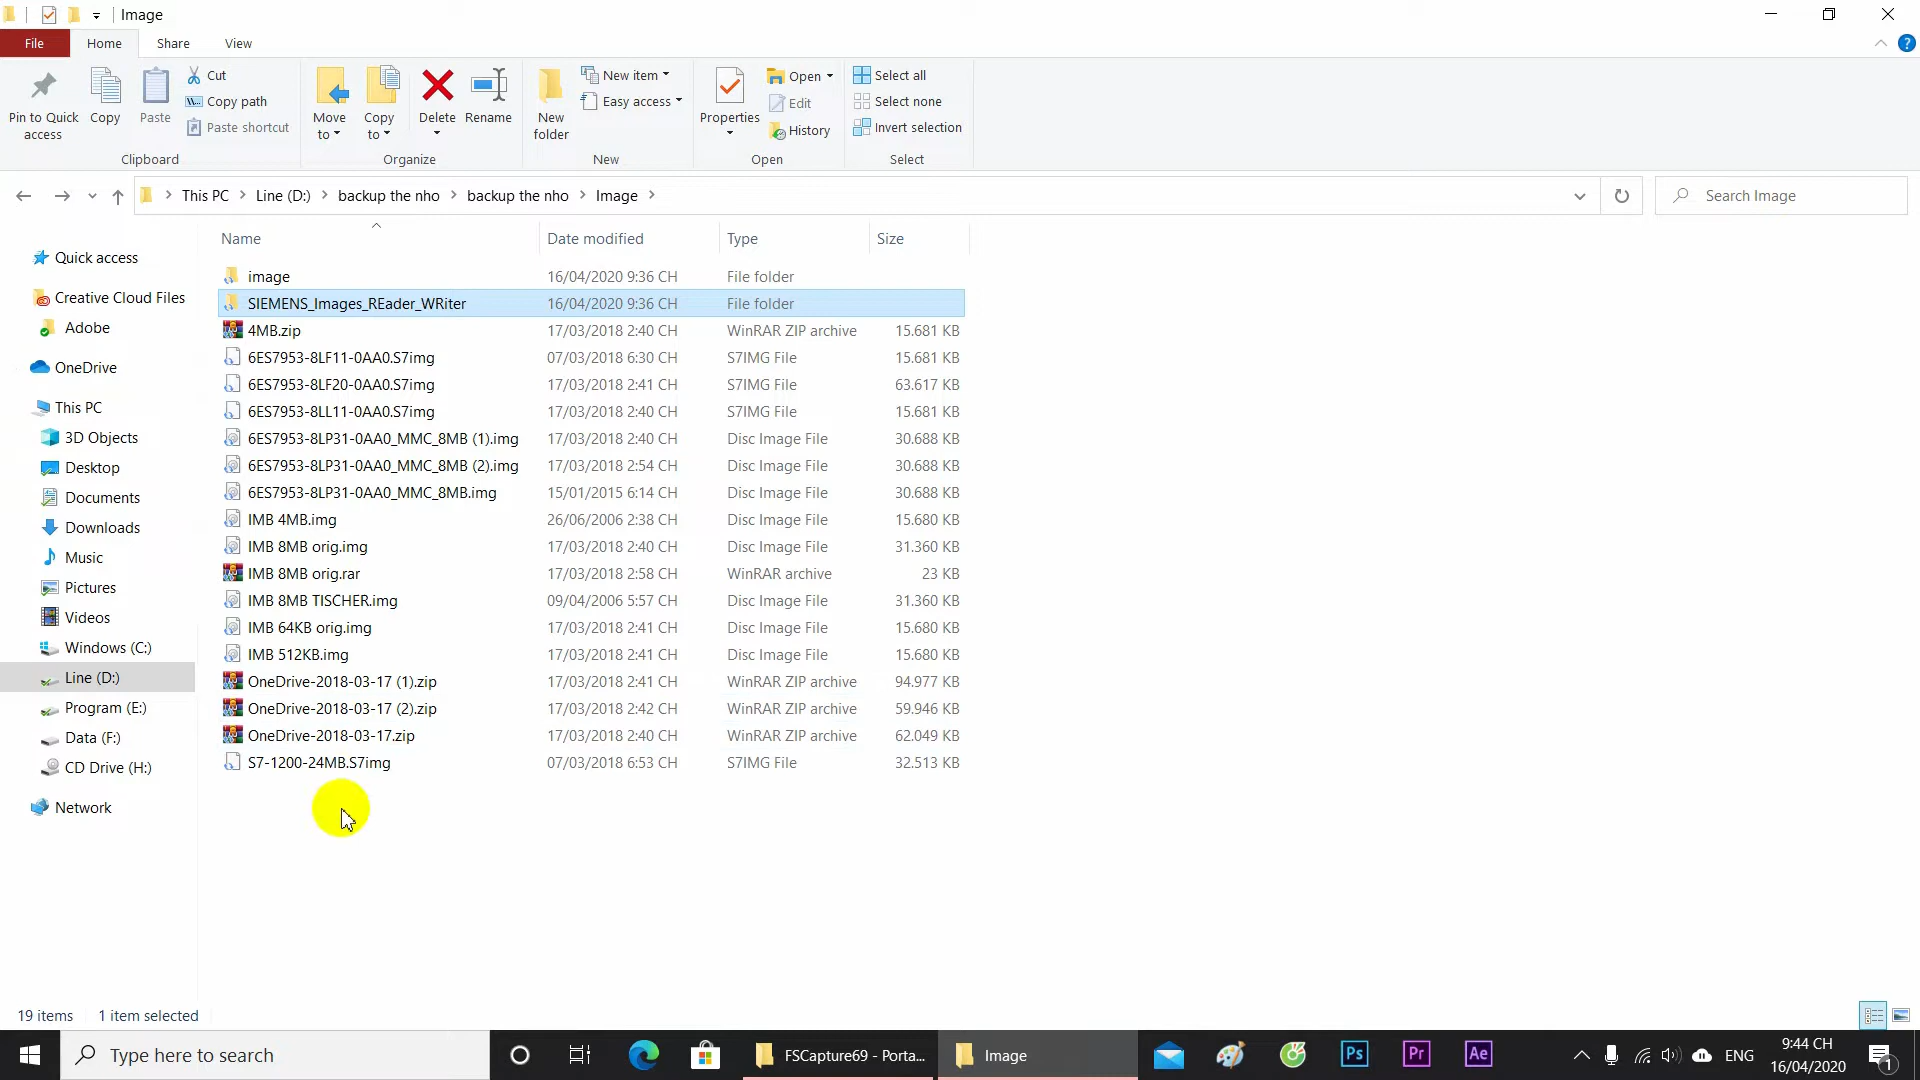 Image
File
Home
Share
View
Pin to Quick access
Copy
Paste
Cut
Copy path
Paste shortcut
Clipboard
Move to
Copy to
Delete
Rename
Organize
New folder
New item
Easy access
New
Properties
Open
Edit
History
Open
Select all
Select none
Invert selection
Select
This PC
Line (D:)
backup the nho
backup the nho
Image
Search Image
Name Date modified Type Size
Quick access
Creative Cloud Files
Adobe
OneDrive
This PC
3D Objects
Desktop
Documents
Downloads
Music
Pictures
Videos
Windows (C:)
Line (D:)
Program (E:)
Data (F:)
CD Drive (H:)
Network
image 16/04/2020 9:36 CH File folder
SIEMENS_Images_REader_WRiter 16/04/2020 9:36 CH File folder
4MB.zip 17/03/2018 2:40 CH WinRAR ZIP archive 15.681 KB
6ES7953-8LF11-0AA0.S7img 07/03/2018 6:30 CH S7IMG File 15.681 KB
6ES7953-8LF20-0AA0.S7img 17/03/2018 2:41 CH S7IMG File 63.617 KB
6ES7953-8LL11-0AA0.S7img 17/03/2018 2:40 CH S7IMG File 15.681 KB
6ES7953-8LP31-0AA0_MMC_8MB (1).img 17/03/2018 2:40 CH Disc Image File 30.688 KB
6ES7953-8LP31-0AA0_MMC_8MB (2).img 17/03/2018 2:54 CH Disc Image File 30.688 KB
6ES7953-8LP31-0AA0_MMC_8MB.img 15/01/2015 6:14 CH Disc Image File 30.688 KB
IMB 4MB.img 26/06/2006 2:38 CH Disc Image File 15.680 KB
IMB 8MB orig.img 17/03/2018 2:40 CH Disc Image File 31.360 KB
IMB 8MB orig.rar 17/03/2018 2:58 CH WinRAR archive 23 KB
IMB 8MB TISCHER.img 09/04/2006 5:57 CH Disc Image File 31.360 KB
IMB 64KB orig.img 17/03/2018 2:41 CH Disc Image File 15.680 KB
IMB 512KB.img 17/03/2018 2:41 CH Disc Image File 15.680 KB
OneDrive-2018-03-17 (1).zip 17/03/2018 2:41 CH WinRAR ZIP archive 94.977 KB
OneDrive-2018-03-17 (2).zip 17/03/2018 2:42 CH WinRAR ZIP archive 59.946 KB
OneDrive-2018-03-17.zip 17/03/2018 2:40 CH WinRAR ZIP archive 62.049 KB
S7-1200-24MB.S7img 07/03/2018 6:53 CH S7IMG File 32.513 KB
19 items 1 item selected
Type here to search
FSCapture69 - Porta...
Image
Ps
Pr
Ae
ENG
9:44 CH
16/04/2020
1